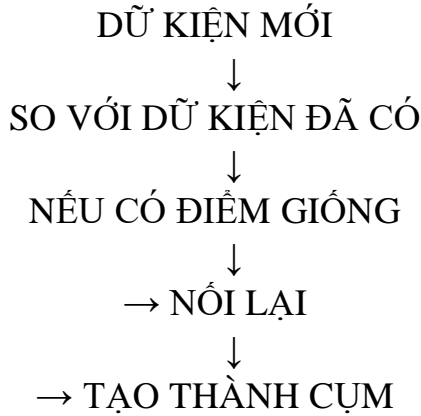 DỮ KIỆN MỚI
↓
SO VỚI DỮ KIỆN ĐÃ CÓ
↓
NẾU CÓ ĐIỂM GIỐNG
↓
→ NỐI LẠI
↓
→ TẠO THÀNH CỤM